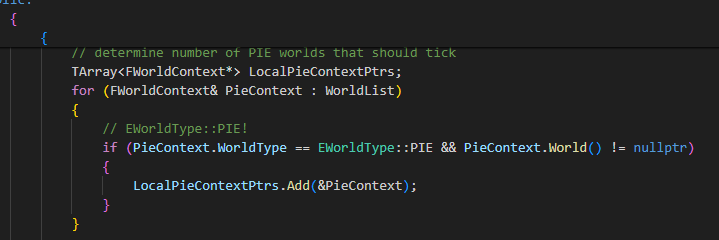 {
{
// determine number of PIE worlds that should tick
TArray<FWorldContext*> LocalPieContextPtrs;
for (FWorldContext& PieContext : WorldList)
{
// EWorldType::PIE!
if (PieContext.WorldType == EWorldType::PIE && PieContext.World() != nullptr)
{
LocalPieContextPtrs.Add(&PieContext);
}
}